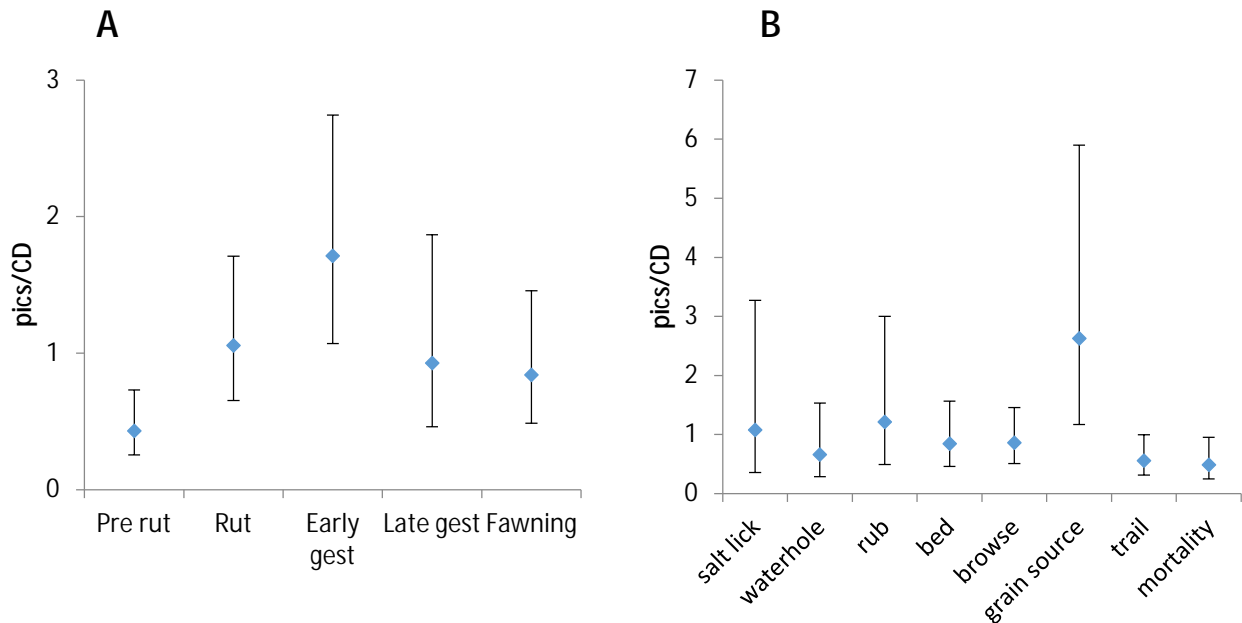 A
3
2
1
0
pics/CD
Pre rut
Rut
Early
gest
Late gest
Fawning
B
7
6
5
4
3
2
1
0
pics/CD
salt lick
waterhole
rub
bed
browse
grain source
trail
mortality